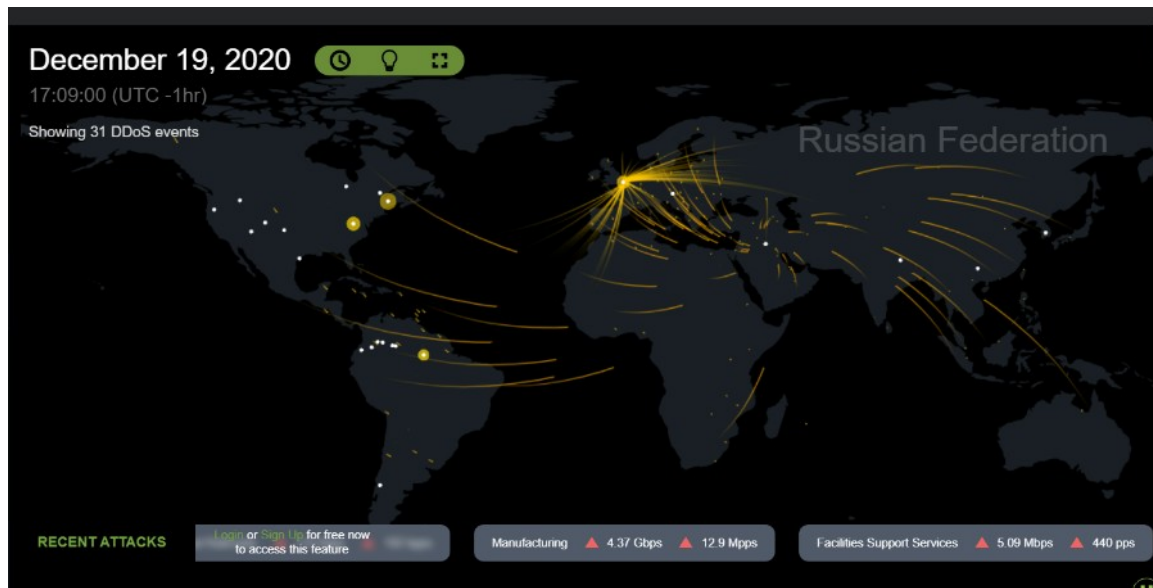 December 19, 2020
17:09:00 (UTC -1hr)
Showing 31 DDoS events
Russian Federation
RECENT ATTACKS
Login or Sign Up for free now
to access this feature
Manufacturing 4.37 Gbps 12.9 Mpps
Facilities Support Services 5.09 Mbps 440 pps